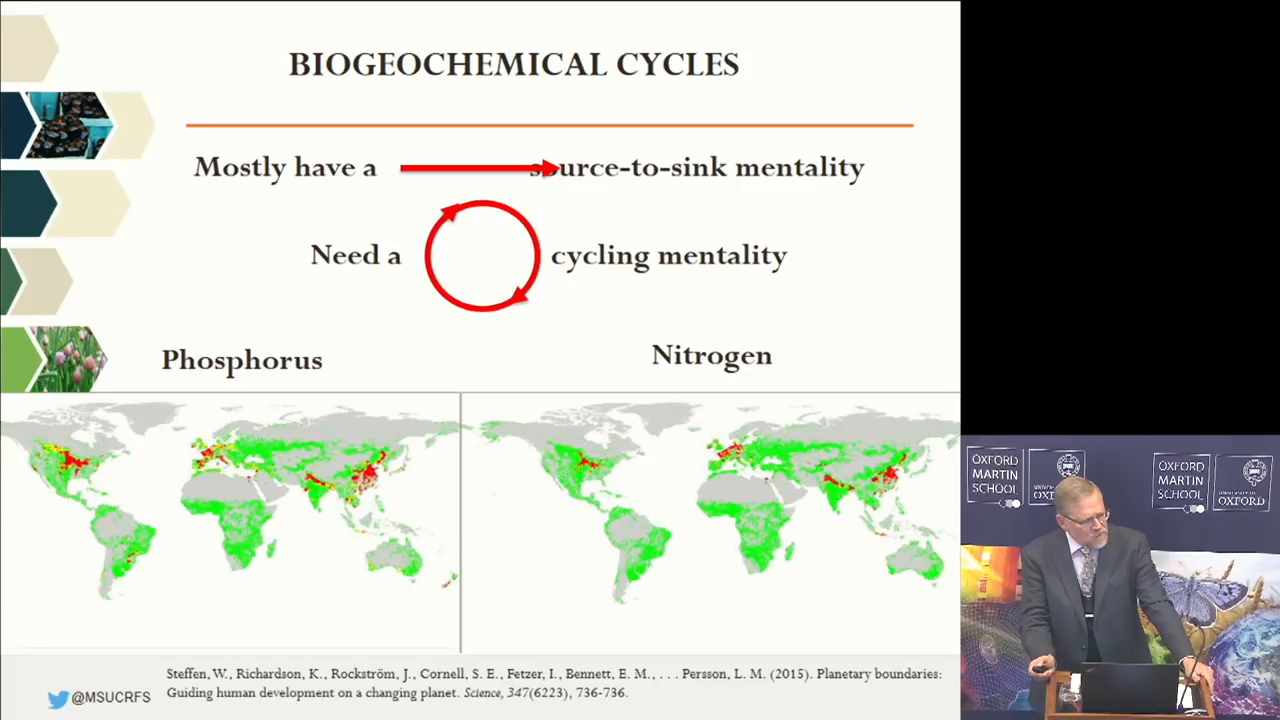 BIOGEOCHEMICAL CYCLES
Mostly have a source-to-sink mentality
Need a cycling mentality
Phosphorus
Nitrogen
Steffen, W., Richardson, K., Rockström, J., Cornell, S. E., Fetzer, I., Bennett, E. M., . . . Persson, L. M. (2015). Planetary boundaries:
Guiding human development on a changing planet. Science, 347(6223), 736-736.
@MSUCRFS
OXFORD
MARTIN
SCHOOL
OXFORD
MARTIN
SCHOOL
OXFORD